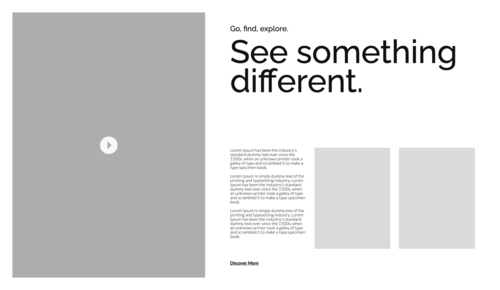 Go, find, explore.
See something
different.
Lorem Ipsum has been the industry's
standard dummy text ever since the
1500s, when an unknown printer took a
galley of type and scrambled it to make a
type specimen book.
Lorem Ipsum is simply dummy text of the
printing and typesetting industry. Lorem
Ipsum has been the industry's standard
dummy text ever since the 1500s, when
an unknown printer took a galley of type
and scrambled it to make a type specimen
book.
Lorem Ipsum is simply dummy text of the
printing and typesetting industry. Lorem
Ipsum has been the industry's standard
dummy text ever since the 1500s, when
an unknown printer took a galley of type
and scrambled it to make a type specimen
book.
Discover More